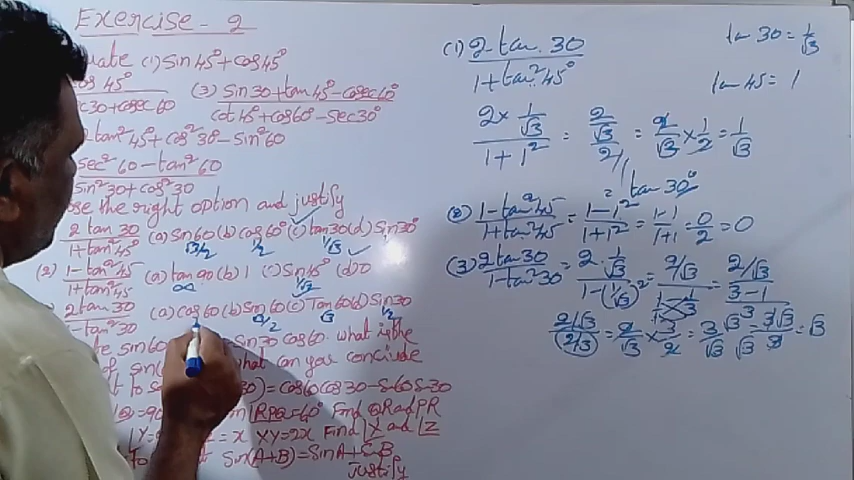 Exercise - 2
uate (1) Sin 45° + Cos 45°
cos 45°
ec30 + cosec 60 (3) Sin 30 + tan 45° - cosec 60°
cot 45° + cos 60° - Sec 30°
2 tan² 45 + cos² 30 - Sin² 60
sec² 60 - tan² 60
Sin² 30 + cos² 30
ose the right option and justify
2 tan 30
1 + tan² 45 (a) Sin 60 (b) cos 60° (c) tan 30 (d) Sin 30°
√3/2 1/2 1/√3
(2) 1 - tan² 45
1 + tan² 45 (a) tan 90 (b) 1 (c) Sin 45° (d) 0
∞ 1/√2
2 tan 30
1 - tan² 30 (a) cos 60 (b) Sin 60 (c) Tan 60 (d) Sin 30
√3 1/2
sin 60 Sin 30 cos 60. what is the
of sin what can you conclude
30) = cos 60 cos 30 - S 60 S 30
Q = 90 RPQ = 60° Find QR and PR
Y = = x XY = 2x Find X and Z
Sin (A+B) = Sin A + Sin B
Justify
(1) 2 tan. 30
1 + tan² 45°
tan 30 = 1/√3
tan 45 = 1
2 × 1/√3 / 1 + 1² = 2/√3 / 2 = 2/√3 × 1/2 = 1/√3
tan 30°
(2) 1 - tan² 45 / 1 + tan² 45 = 1 - 1² / 1 + 1² = 1-1 / 1+1 = 0/2 = 0
(3) 2 tan 30 / 1 - tan² 30 = 2 · 1/√3 / 1 - (1/√3)² = 2/√3 / 1 - 1/3 = 2/√3 / 3 - 1
2/√3 / (2/3) = 2/√3 × 3/2 = 3/√3 √3/√3 = 3√3/3 = √3